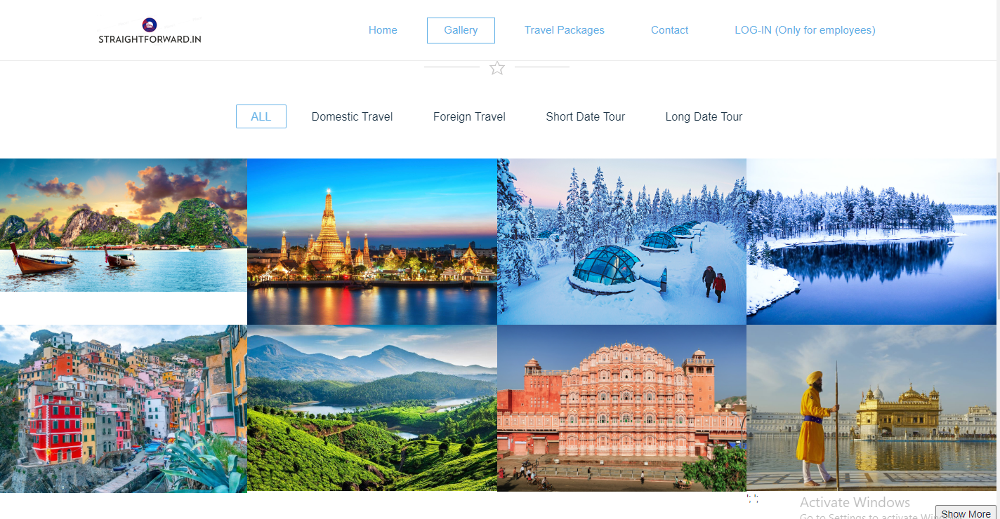 STRAIGHTFORWARD.IN
Home Gallery Travel Packages Contact LOG-IN (Only for employees)
ALL Domestic Travel Foreign Travel Short Date Tour Long Date Tour
'; ';
Activate Windows
Show More
Go to Settings to activate Windows.